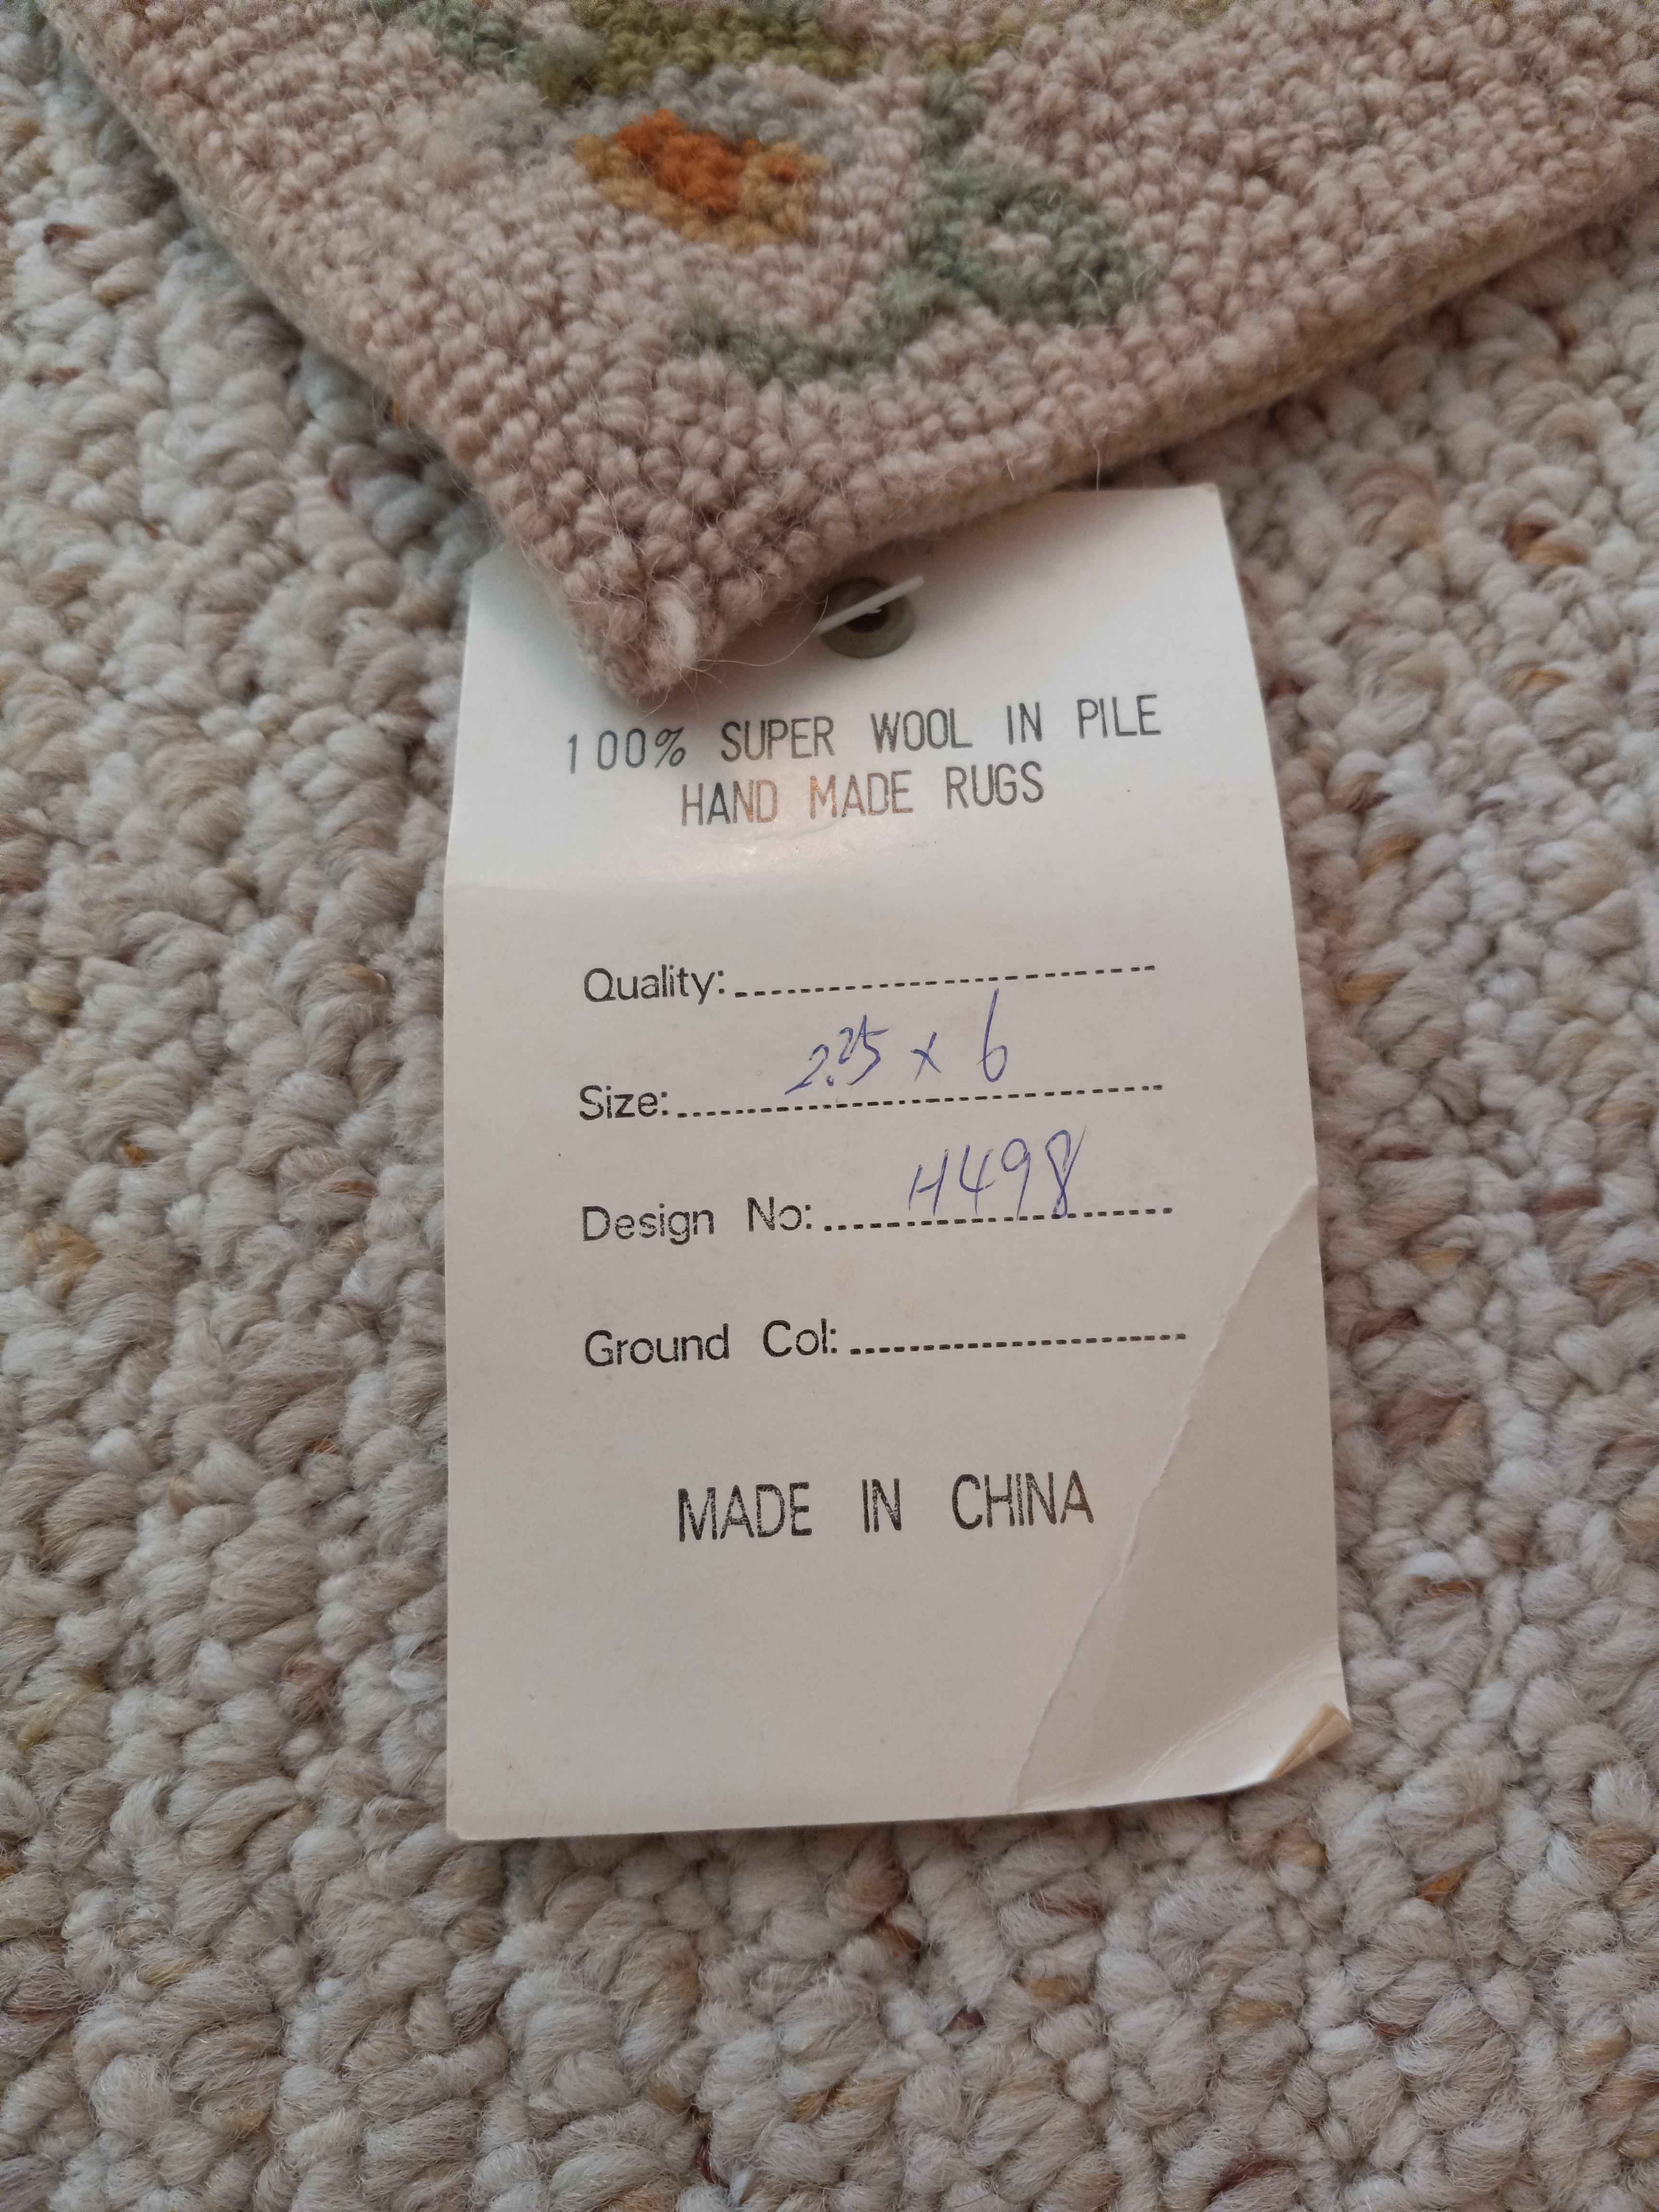 100% SUPER WOOL IN PILE
HAND MADE RUGS
Quality:
Size: 2.25 x 6
Design No: H498
Ground Col:
MADE IN CHINA